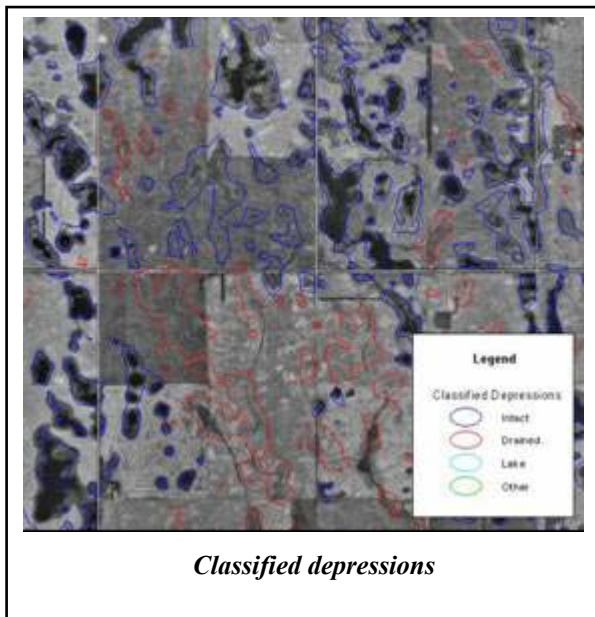 Legend
Classified Depressions
Intact
Drained
Lake
Other
Classified depressions